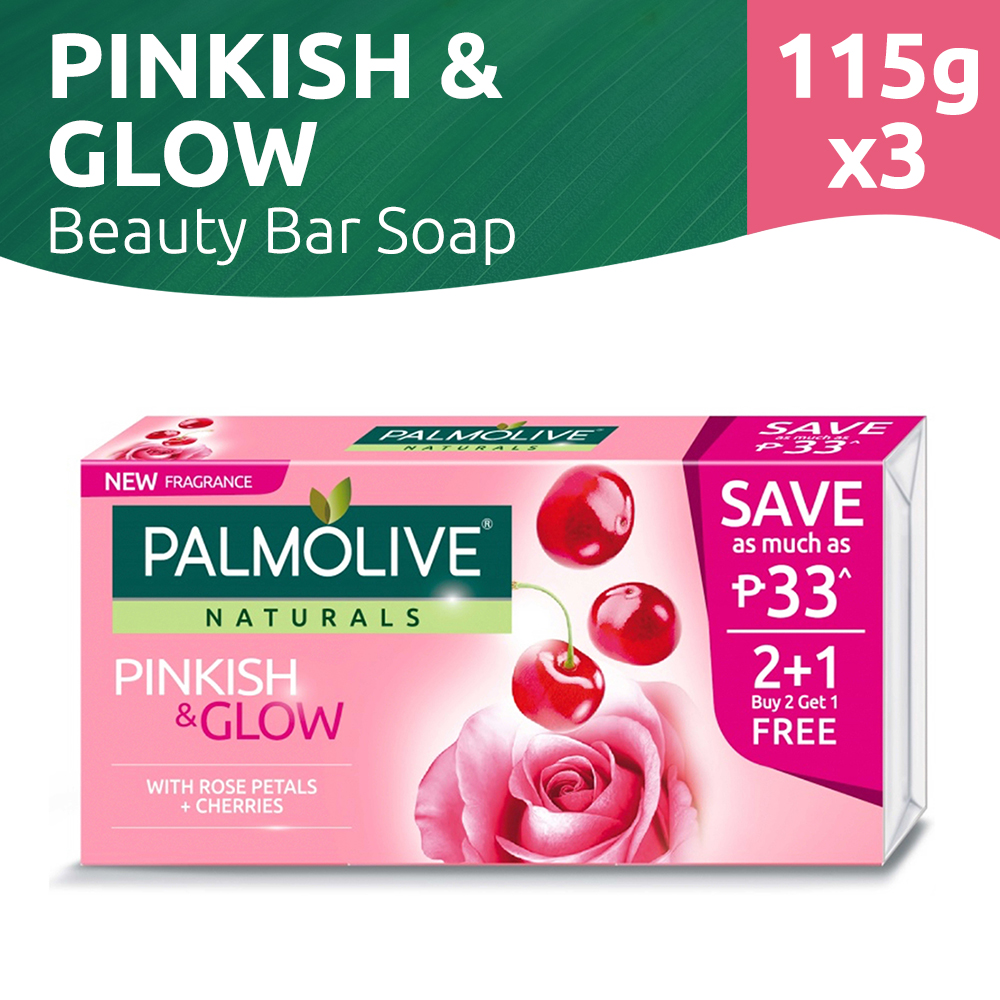 PINKISH &
GLOW
Beauty Bar Soap
115g
x3
PALMOLIVE
NATURALS
SAVE
as much as
₱33^
NEW FRAGRANCE
PALMOLIVE®
NATURALS
PINKISH
&GLOW
WITH ROSE PETALS
+ CHERRIES
SAVE
as much as
₱33^
2+1
Buy 2 Get 1
FREE